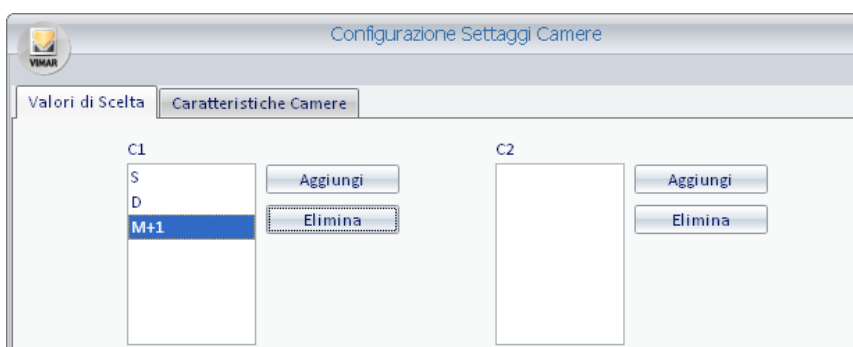 Configurazione Settaggi Camere
VIMAR
Valori di Scelta
Caratteristiche Camere
C1
C2
S
D
M+1
Aggiungi
Elimina
Aggiungi
Elimina